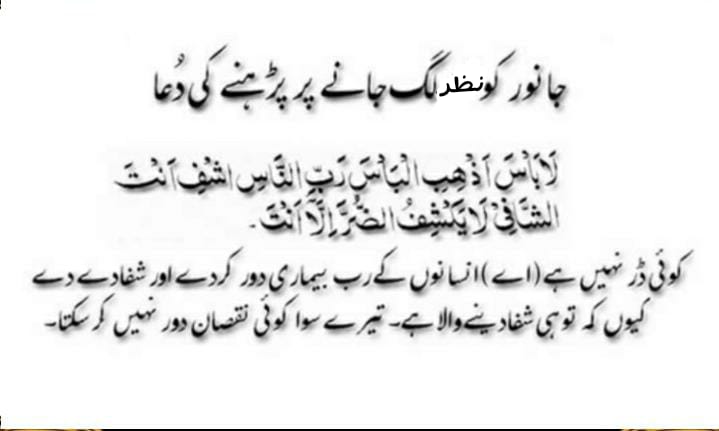 جانور کو نظر لگ جانے پر پڑھنے کی دُعا
لَا بَاْسَ اَذْهِبِ الْبَاْسَ رَبِّ النَّاسِ اشْفِ اَنْتَ
الشَّافِیْ لَا یَكْشِفُ الضُّرَّ اِلَّا اَنْتَ۔
کوئی ڈر نہیں ہے (اے) انسانوں کے رب بیماری دور کردے اور شفا دے دے
کیوں کہ تو ہی شفا دینے والا ہے۔ تیرے سوا کوئی نقصان دور نہیں کر سکتا۔